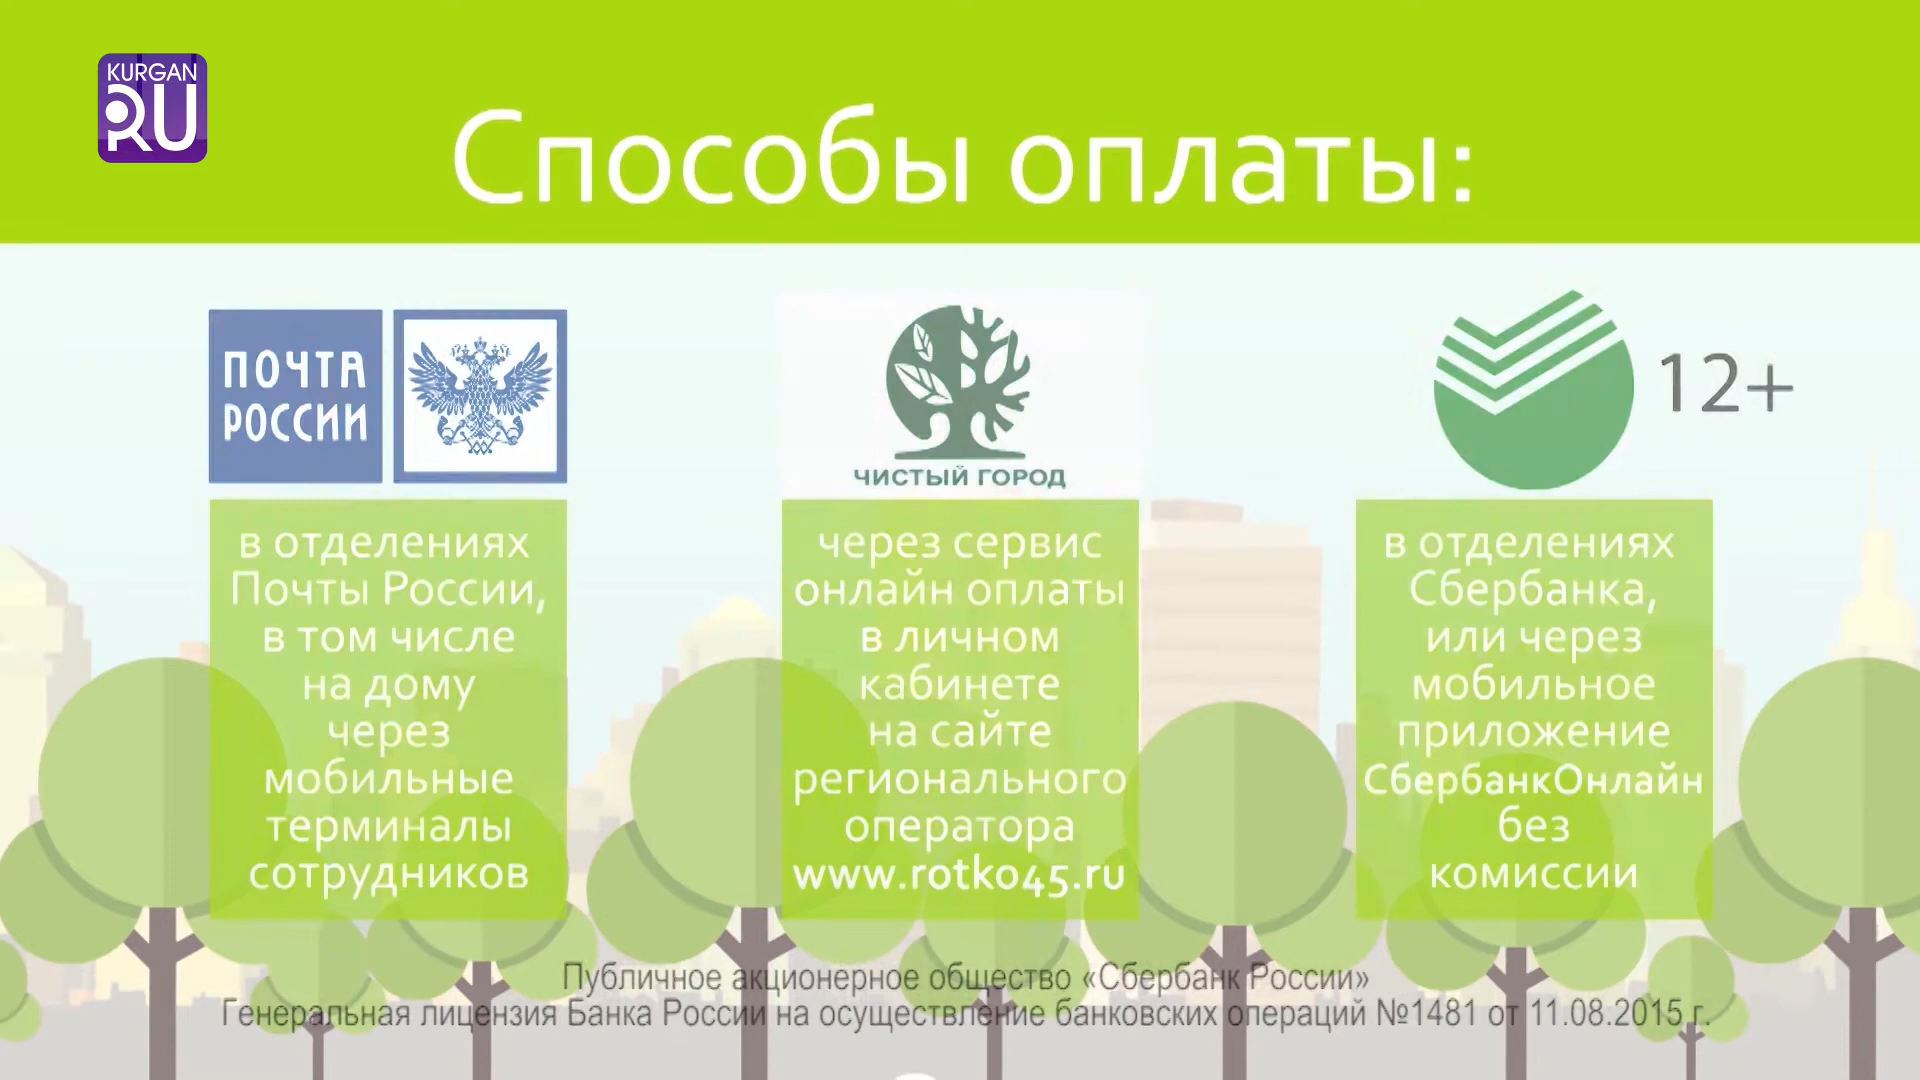 KURGAN
RU
Способы оплаты:
ПОЧТА
РОССИИ
ЧИСТЫЙ ГОРОД
12+
в отделениях
Почты России,
в том числе
на дому
через
мобильные
терминалы
сотрудников
через сервис
онлайн оплаты
в личном
кабинете
на сайте
регионального
оператора
www.rotko45.ru
в отделениях
Сбербанка,
или через
мобильное
приложение
СбербанкОнлайн
без
комиссии
Публичное акционерное общество «Сбербанк России»
Генеральная лицензия Банка России на осуществление банковских операций №1481 от 11.08.2015 г.